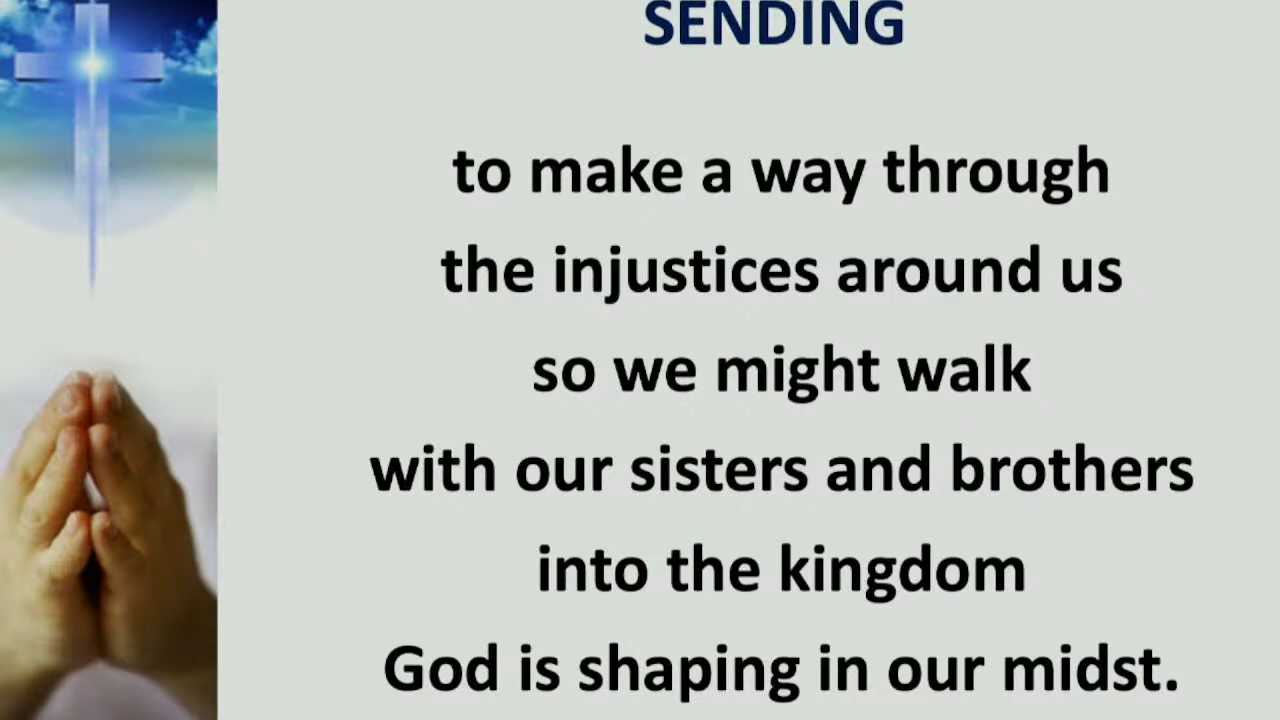 SENDING
to make a way through
the injustices around us
so we might walk
with our sisters and brothers
into the kingdom
God is shaping in our midst.